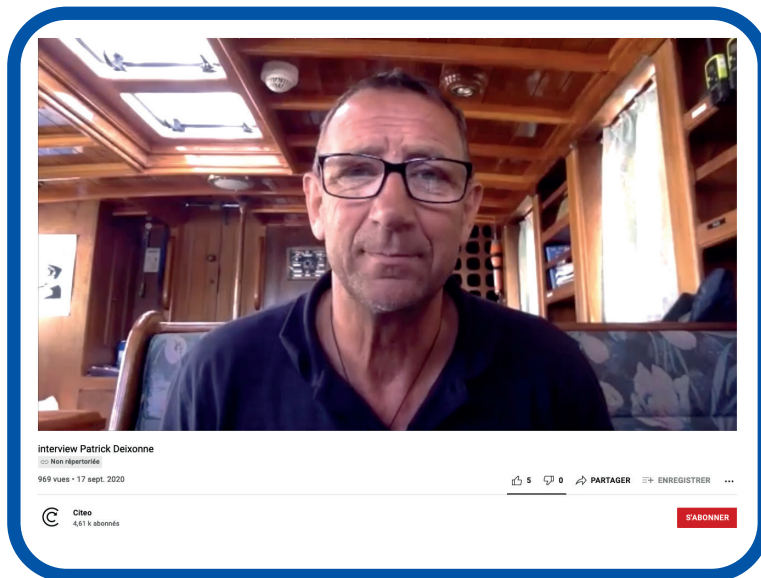 interview Patrick Deixonne
Non répertoriée
969 vues • 17 sept. 2020
5 0 PARTAGER ENREGISTRER ...
Citeo
4,61 k abonnés
S'ABONNER